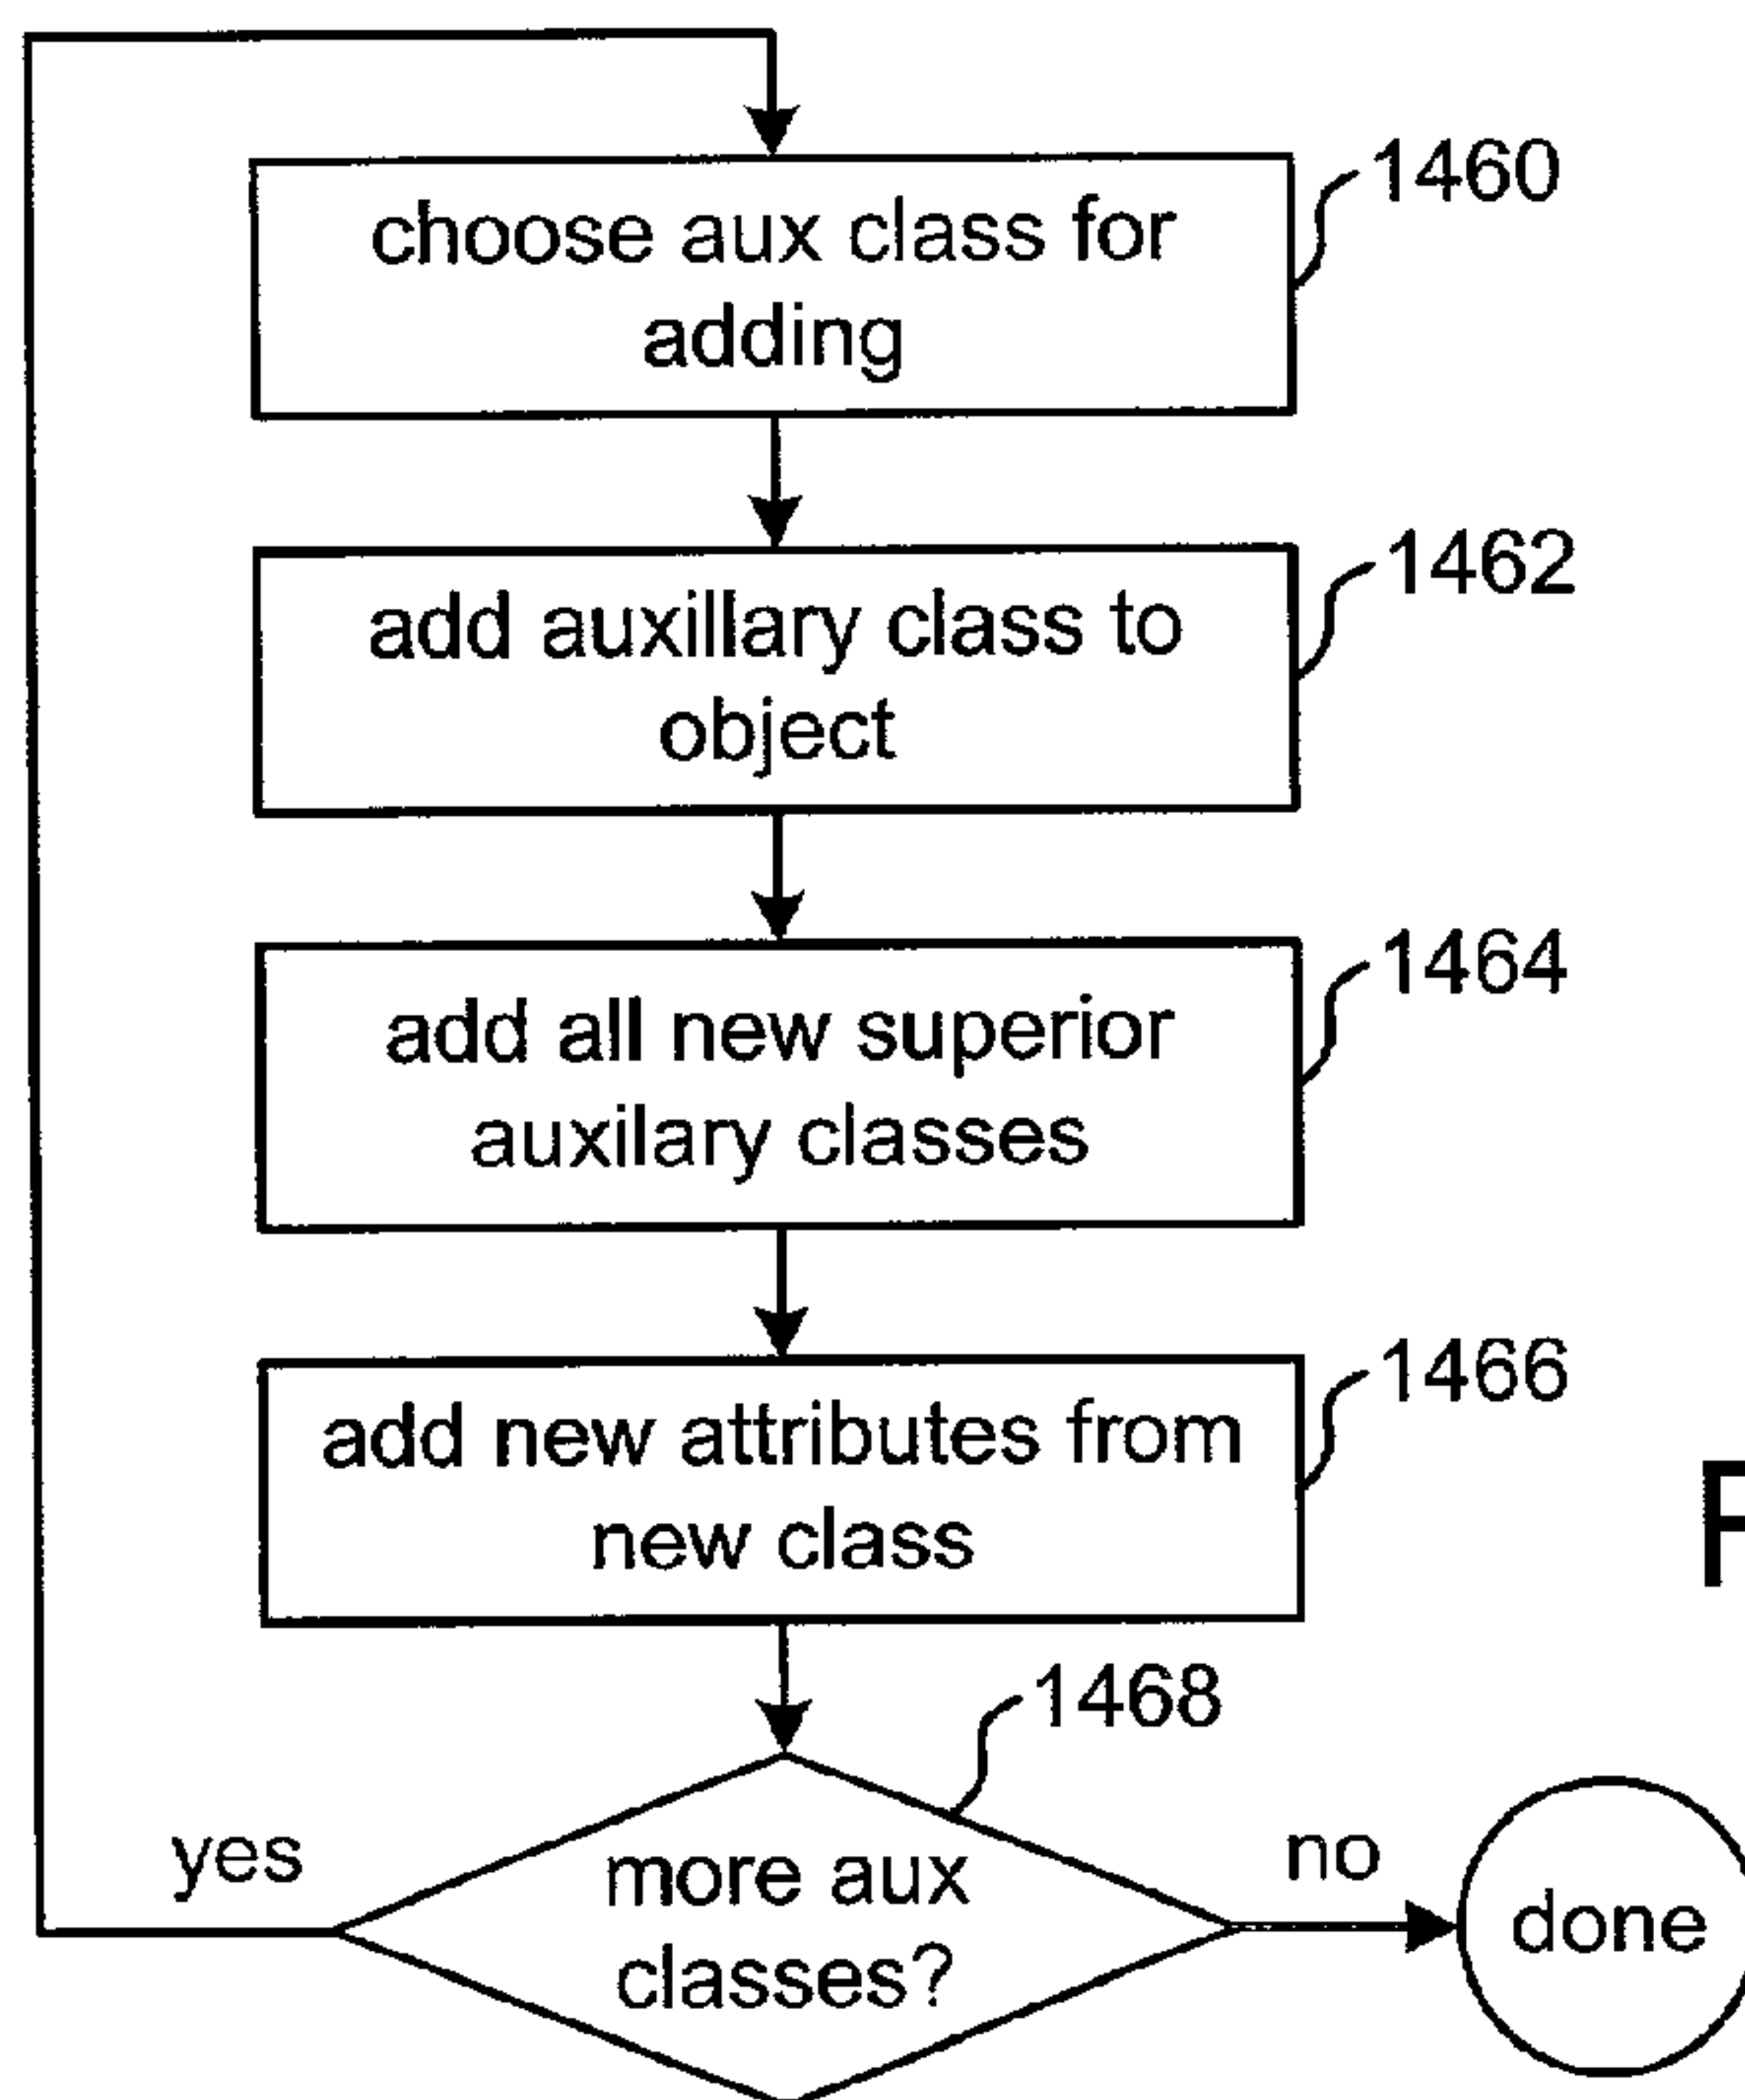 choose aux class for
adding
1460
add auxillary class to
object
1462
add all new superior
auxilary classes
1464
add new attributes from
new class
1466
1468
more aux
classes?
yes
no
done